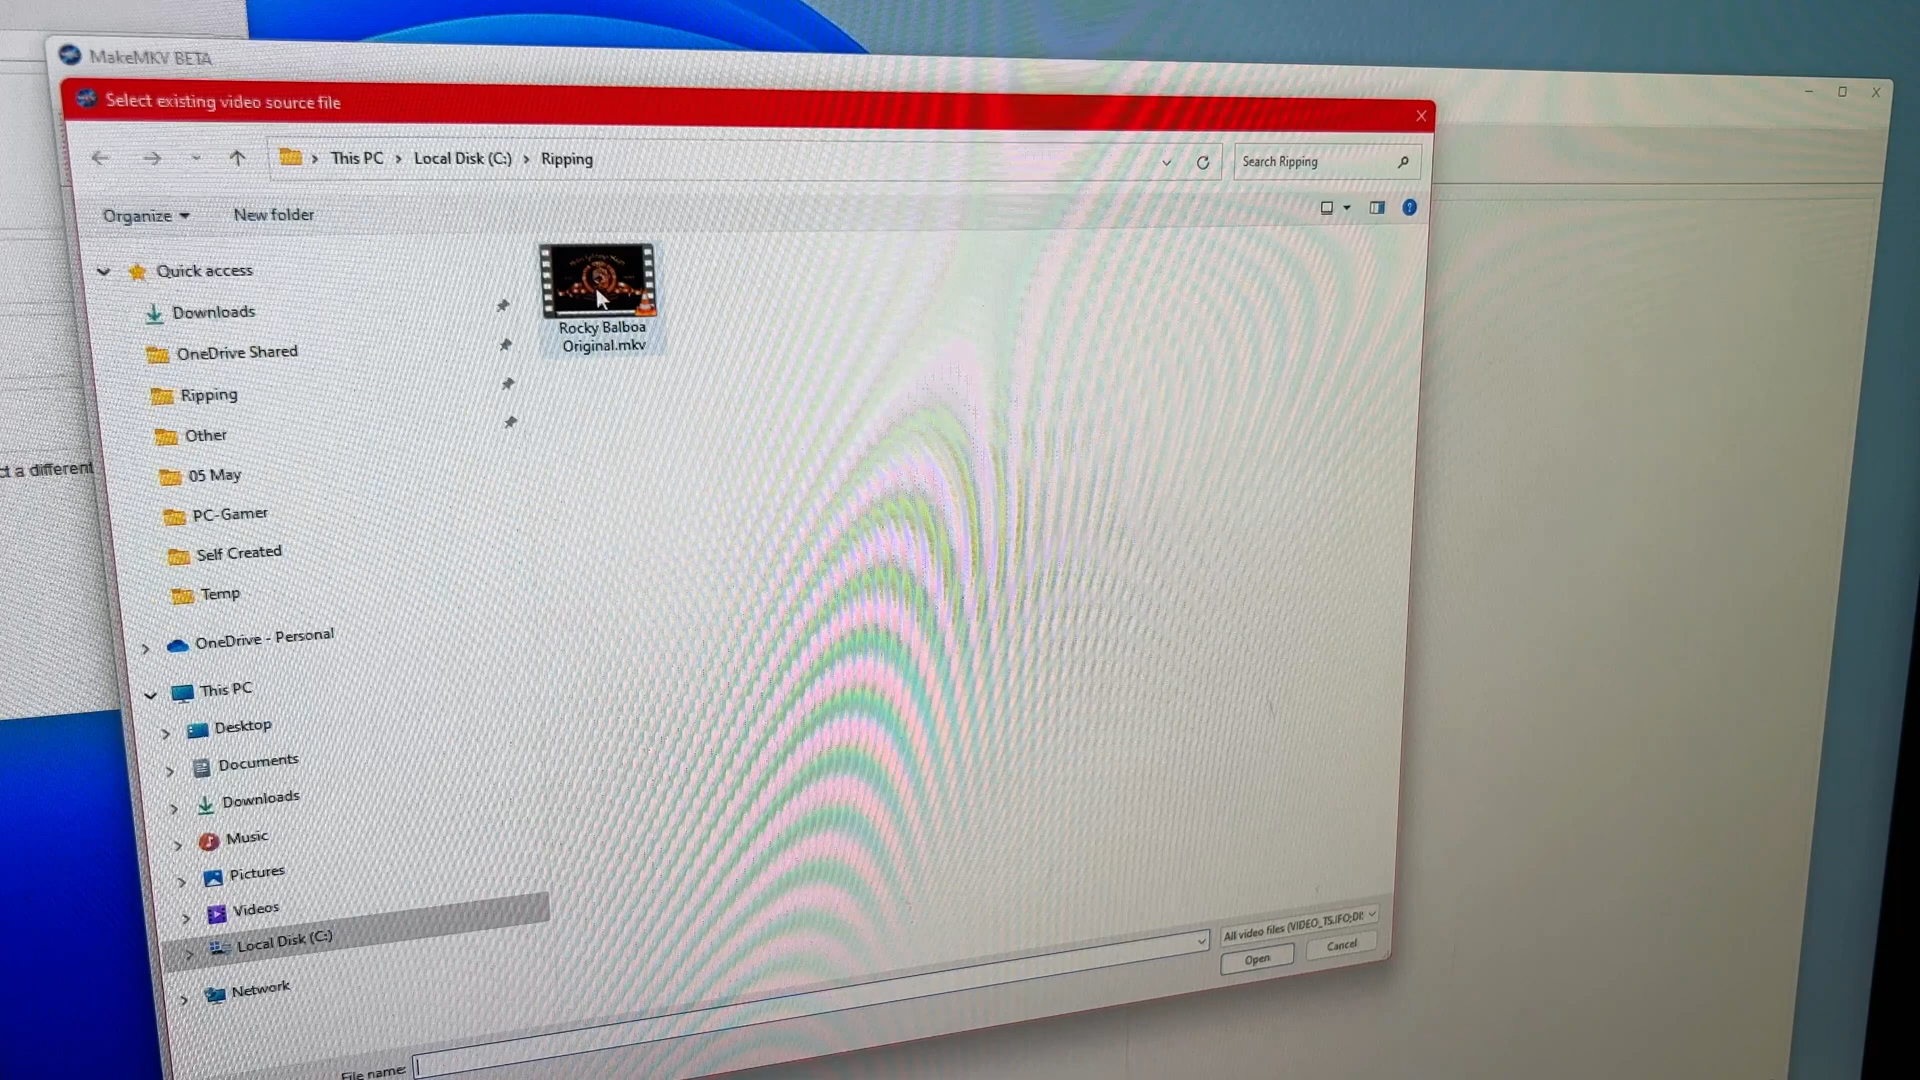 MakeMKV BETA
Select existing video source file
This PC > Local Disk (C:) > Ripping
Search Ripping
Organize
New folder
Quick access
Downloads
OneDrive Shared
Ripping
Other
05 May
PC-Gamer
Self Created
Temp
OneDrive - Personal
This PC
Desktop
Documents
Downloads
Music
Pictures
Videos
Local Disk (C:)
Network
Rocky Balboa
Original.mkv
ct a different
File name:
All video files (VIDEO_TS.IFO;DI
Open
Cancel